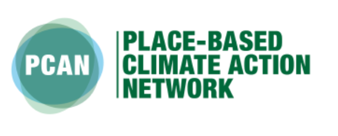 PCAN
PLACE-BASED
CLIMATE ACTION
NETWORK